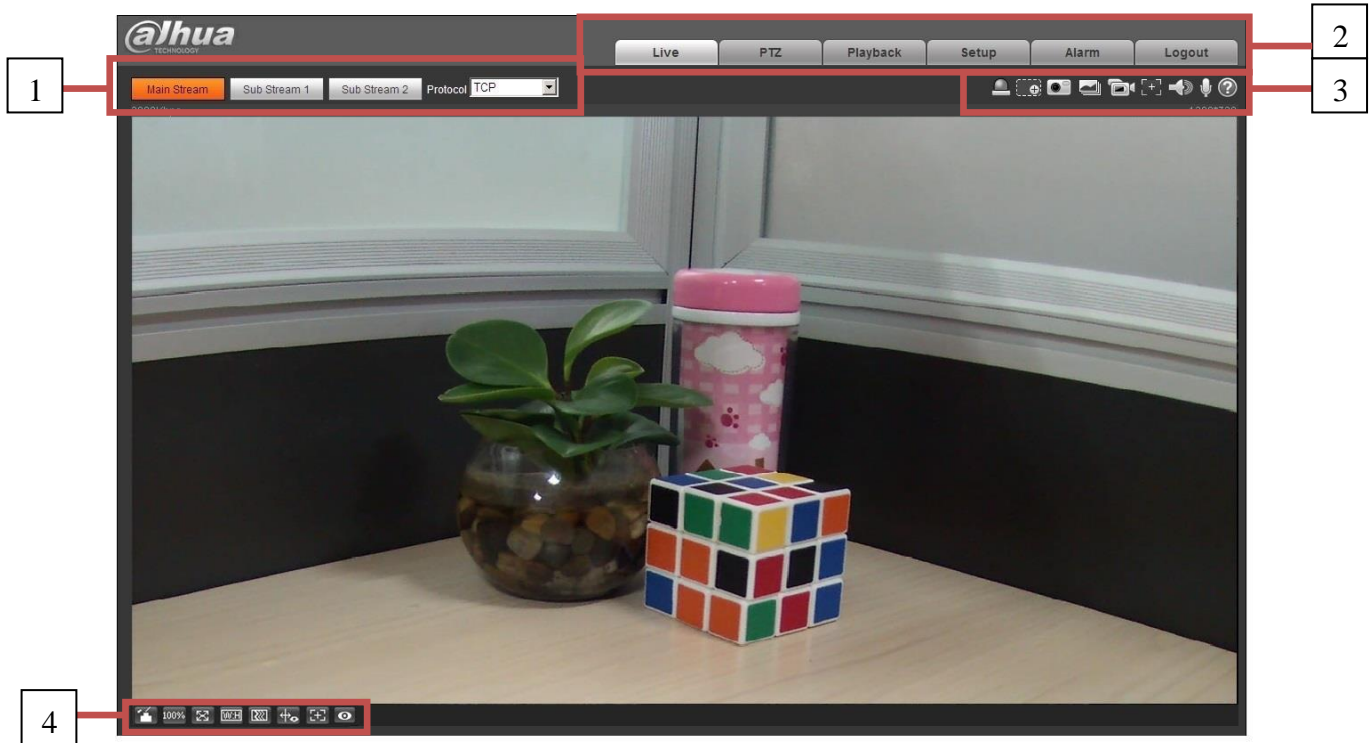 alhua
TECHNOLOGY
Live PTZ Playback Setup Alarm Logout
2
1
Main Stream Sub Stream 1 Sub Stream 2 Protocol TCP
3
100% W:H
4